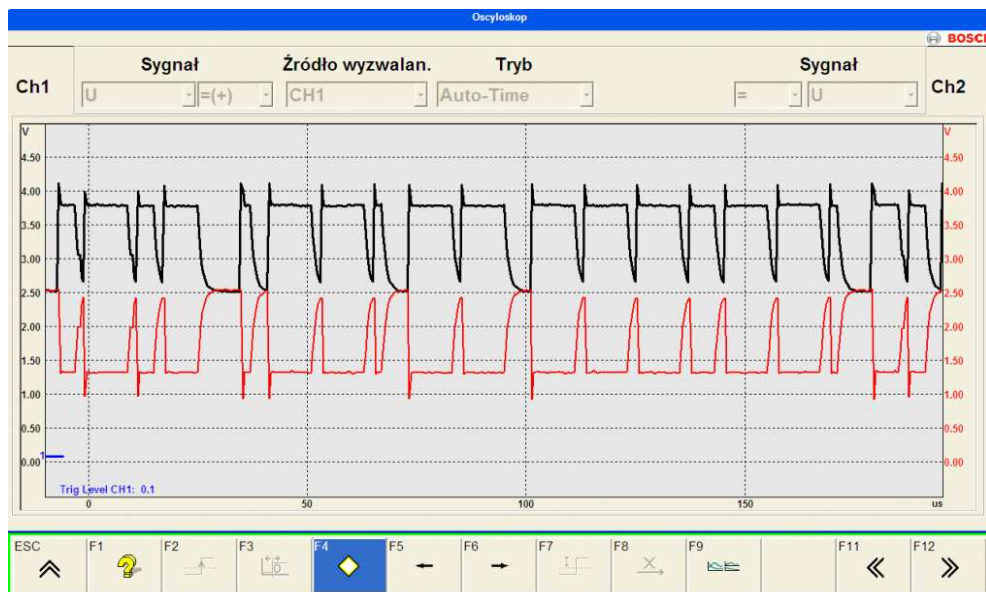 Oscyloskop
BOSCH
Ch1 Sygnał Źródło wyzwalan. Tryb Sygnał Ch2
U =(+) CH1 Auto-Time = U
V V
4.50 4.50
4.00 4.00
3.50 3.50
3.00 3.00
2.50 2.50
2.00 2.00
1.50 1.50
1.00 1.00
0.50 0.50
0.00 1 0.00
Trig Level CH1: 0.1
0 50 100 150 us
ESC F1 F2 F3 F4 F5 F6 F7 F8 F9 F11 F12